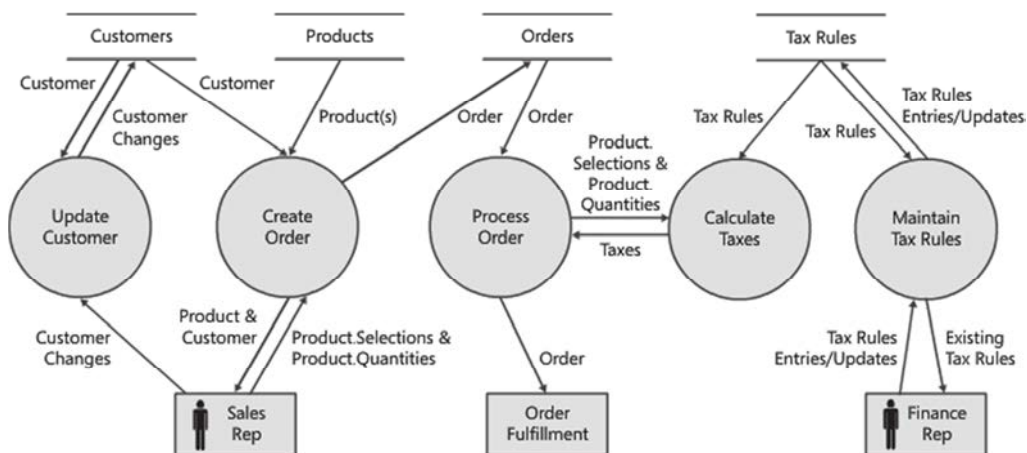 Customers
Products
Orders
Tax Rules
Customer
Customer
Changes
Customer
Product(s)
Order
Order
Tax Rules
Tax Rules
Tax Rules
Entries/Updates
Product.
Selections &
Product.
Quantities
Update
Customer
Create
Order
Process
Order
Taxes
Calculate
Taxes
Maintain
Tax Rules
Customer
Changes
Product &
Customer
Product.Selections &
Product.Quantities
Order
Tax Rules
Entries/Updates
Existing
Tax Rules
Sales
Rep
Order
Fulfillment
Finance
Rep